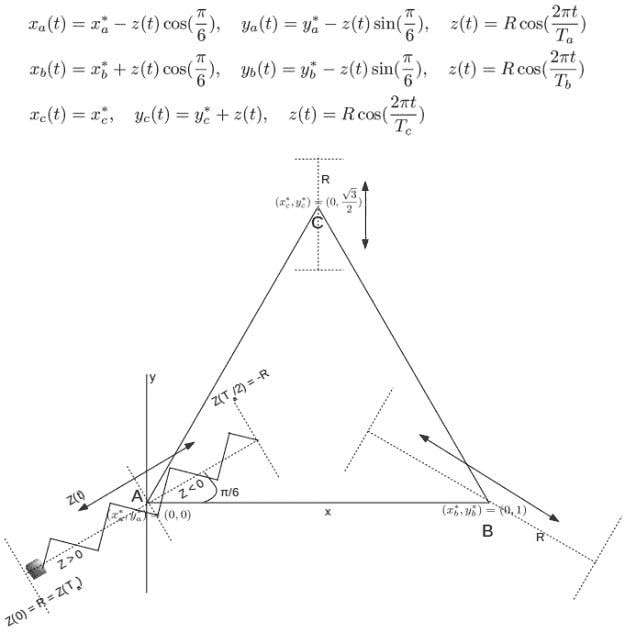 x_a(t) = x_a^* − z(t) cos(π/6),   y_a(t) = y_a^* − z(t) sin(π/6),   z(t) = R cos(2πt/T_a)
x_b(t) = x_b^* + z(t) cos(π/6),   y_b(t) = y_b^* − z(t) sin(π/6),   z(t) = R cos(2πt/T_b)
x_c(t) = x_c^*,   y_c(t) = y_c^* + z(t),   z(t) = R cos(2πt/T_c)
R
(x_c^*, y_c^*) = (0, √3/2)
C
y
Z(T_a/2) = -R
Z(t)
A
Z < 0
π/6
(x_a^*, y_a^*) = (0, 0)
x
(x_b^*, y_b^*) = (0, 1)
B
R
Z > 0
Z(0) = R = Z(T_a)